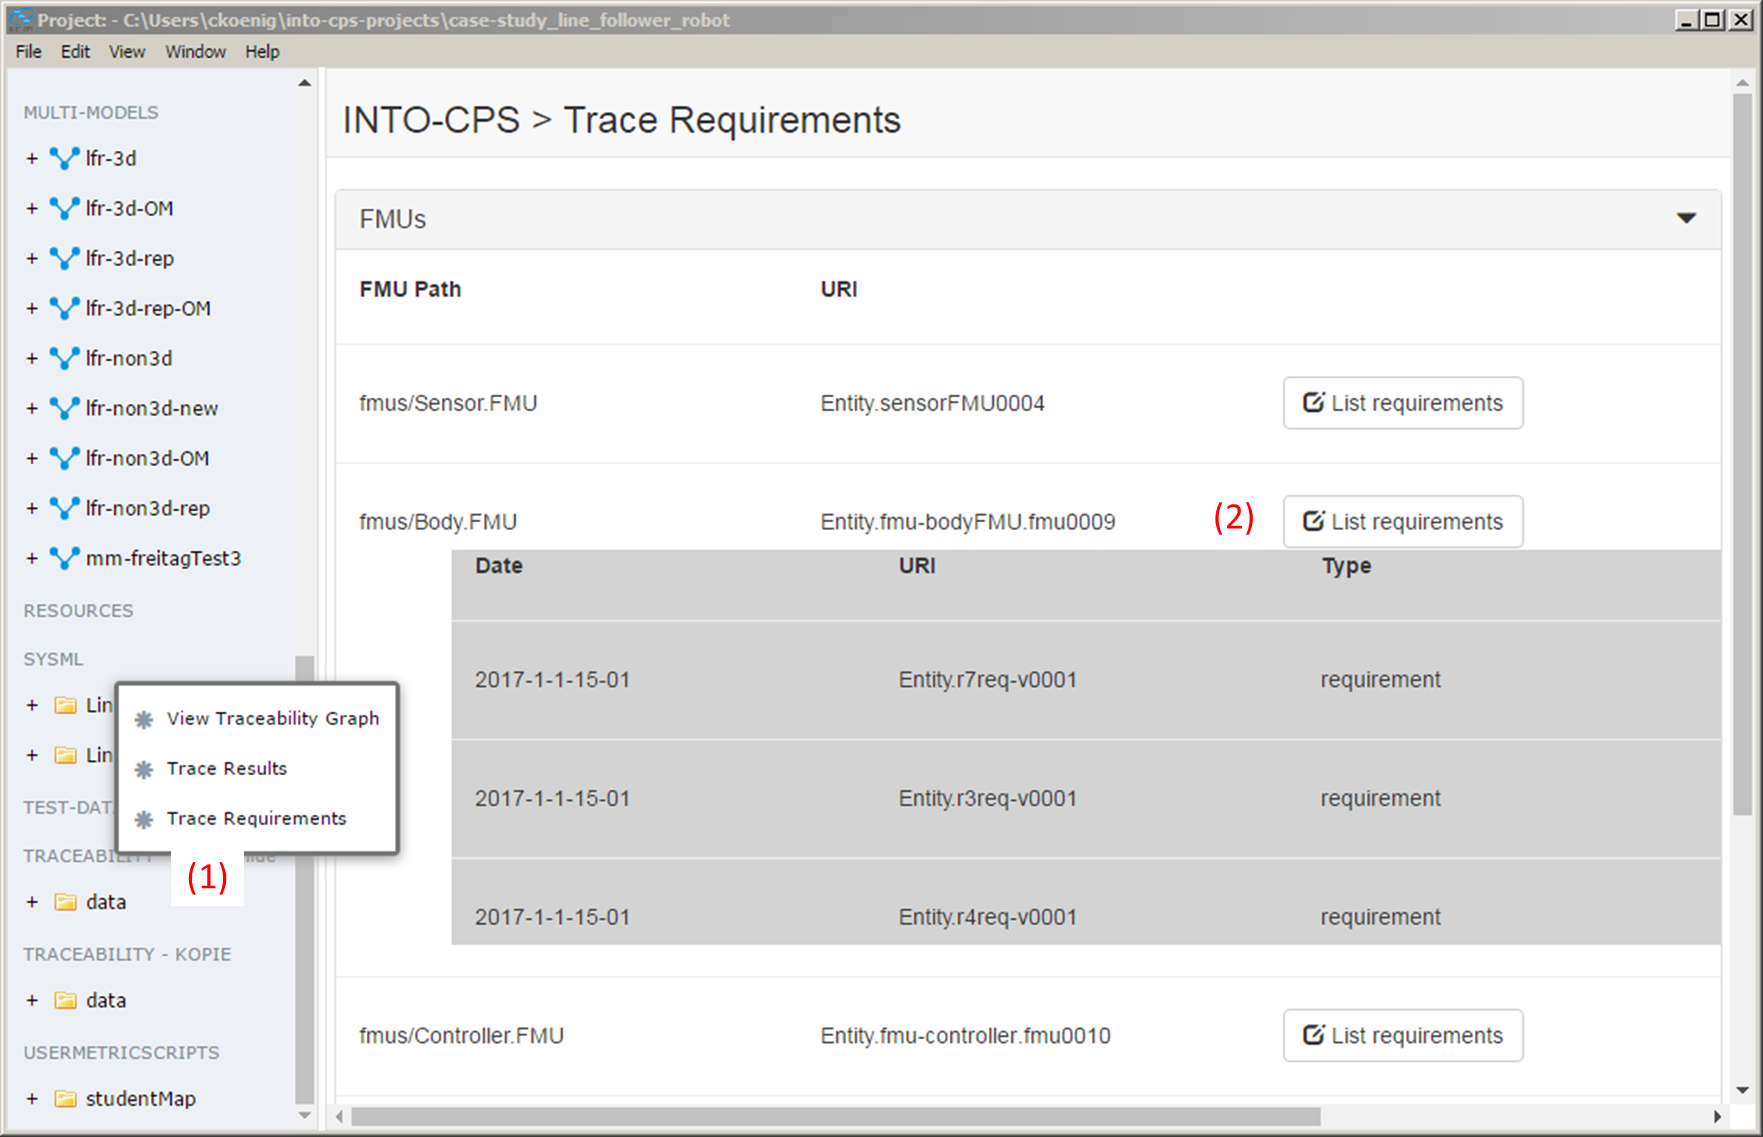 Project: - C:\Users\ckoenig\into-cps-projects\case-study_line_follower_robot
File Edit View Window Help
MULTI-MODELS
+ lfr-3d
+ lfr-3d-OM
+ lfr-3d-rep
+ lfr-3d-rep-OM
+ lfr-non3d
+ lfr-non3d-new
+ lfr-non3d-OM
+ lfr-non3d-rep
+ mm-freitagTest3
RESOURCES
SYSML
+ Lin
+ Lin
TEST-DAT
TRACEABILITY
+ data
TRACEABILITY - KOPIE
+ data
USERMETRICSCRIPTS
+ studentMap
View Traceability Graph
Trace Results
Trace Requirements
(1)
INTO-CPS > Trace Requirements
FMUs
FMU Path URI
fmus/Sensor.FMU Entity.sensorFMU0004 List requirements
fmus/Body.FMU Entity.fmu-bodyFMU.fmu0009 (2) List requirements
Date URI Type
2017-1-1-15-01 Entity.r7req-v0001 requirement
2017-1-1-15-01 Entity.r3req-v0001 requirement
2017-1-1-15-01 Entity.r4req-v0001 requirement
fmus/Controller.FMU Entity.fmu-controller.fmu0010 List requirements